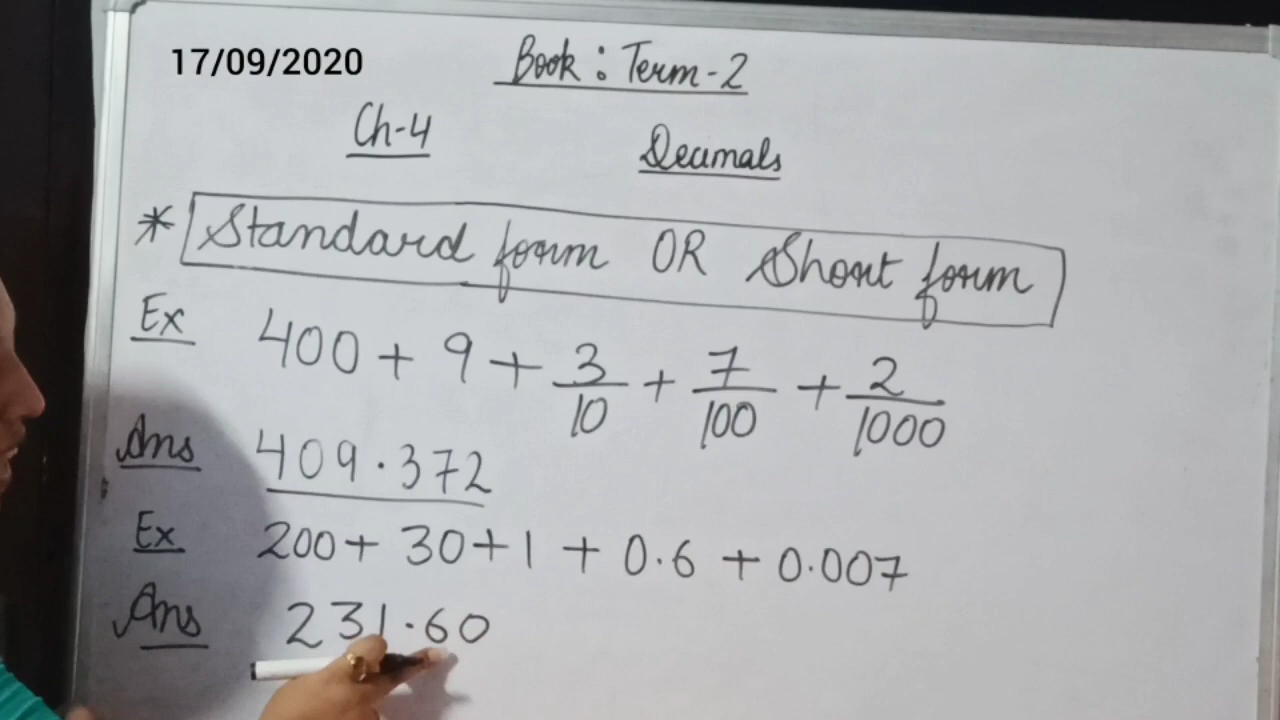 17/09/2020
Book : Term-2
Ch-4 Decimals
* Standard form OR Short form
Ex 400 + 9 + 3/10 + 7/100 + 2/1000
Ans 409.372
Ex 200 + 30 + 1 + 0.6 + 0.007
Ans 231.60